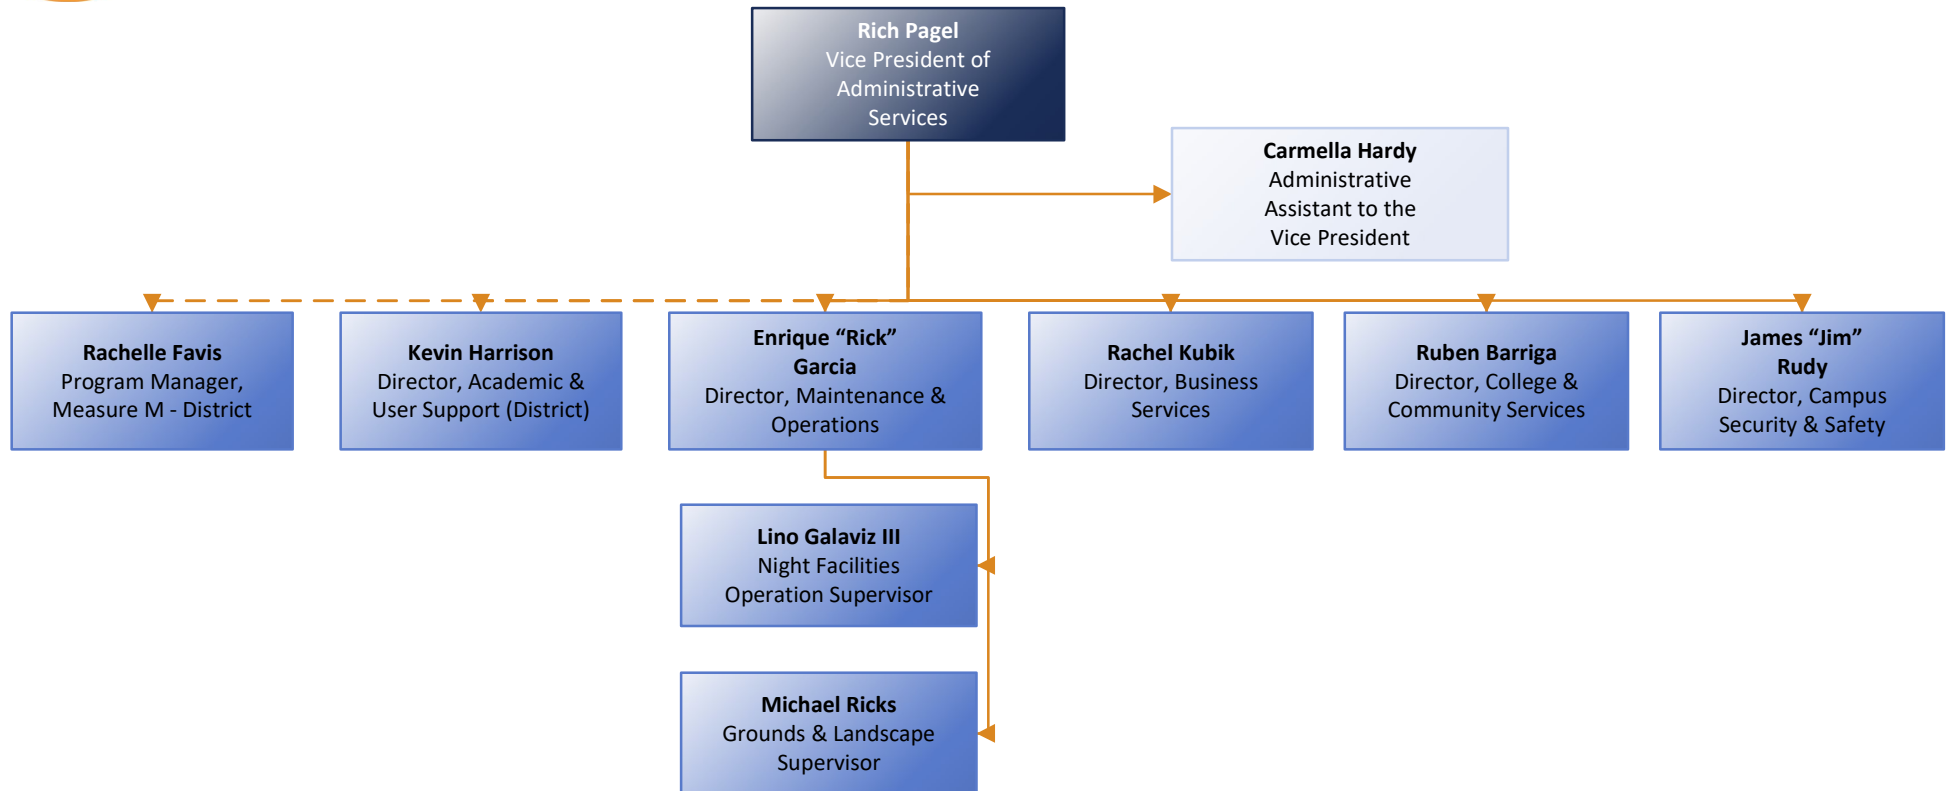 Rich Pagel
Vice President of
Administrative
Services
Carmella Hardy
Administrative
Assistant to the
Vice President
Rachelle Favis
Program Manager,
Measure M - District
Kevin Harrison
Director, Academic &
User Support (District)
Enrique “Rick”
Garcia
Director, Maintenance &
Operations
Rachel Kubik
Director, Business
Services
Ruben Barriga
Director, College &
Community Services
James “Jim”
Rudy
Director, Campus
Security & Safety
Lino Galaviz III
Night Facilities
Operation Supervisor
Michael Ricks
Grounds & Landscape
Supervisor